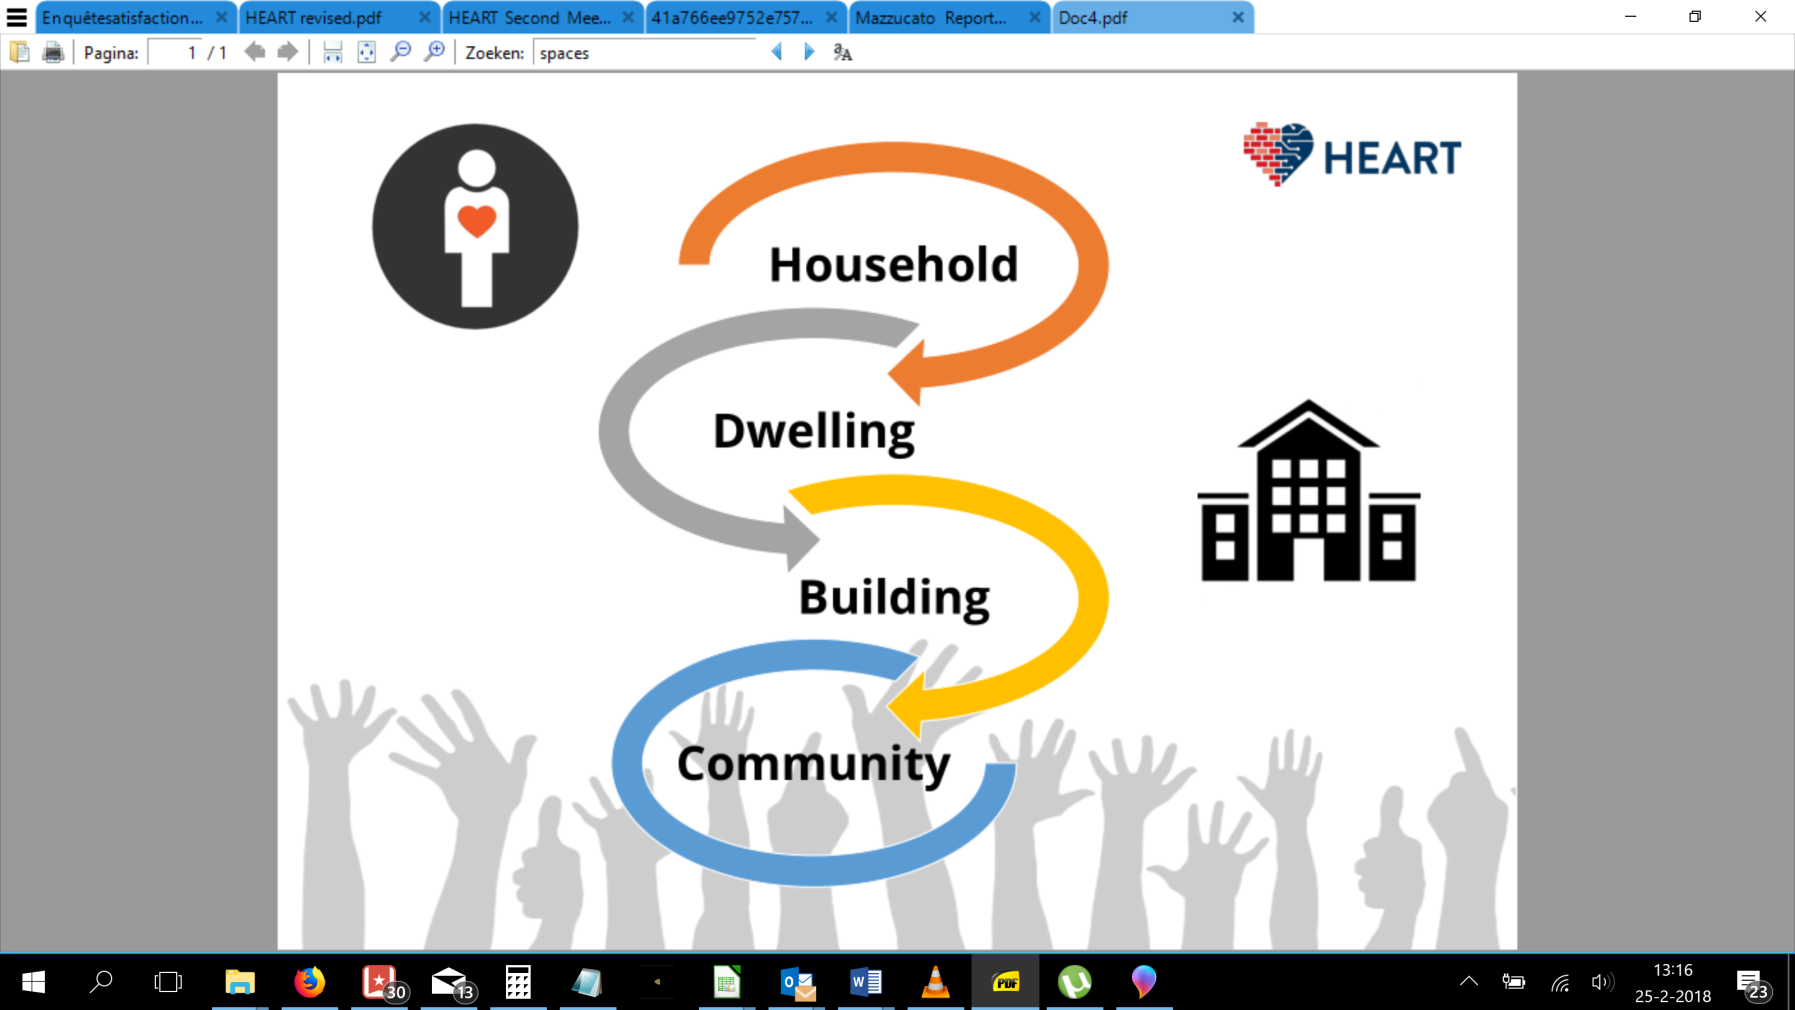 Enquêtesatisfaction... HEART revised.pdf HEART Second Mee... 41a766ee9752e757... Mazzucato Report... Doc4.pdf
Pagina: 1 / 1 Zoeken: spaces
HEART
Household
Dwelling
Building
Community
30 13 PDF 13:16
25-2-2018 23